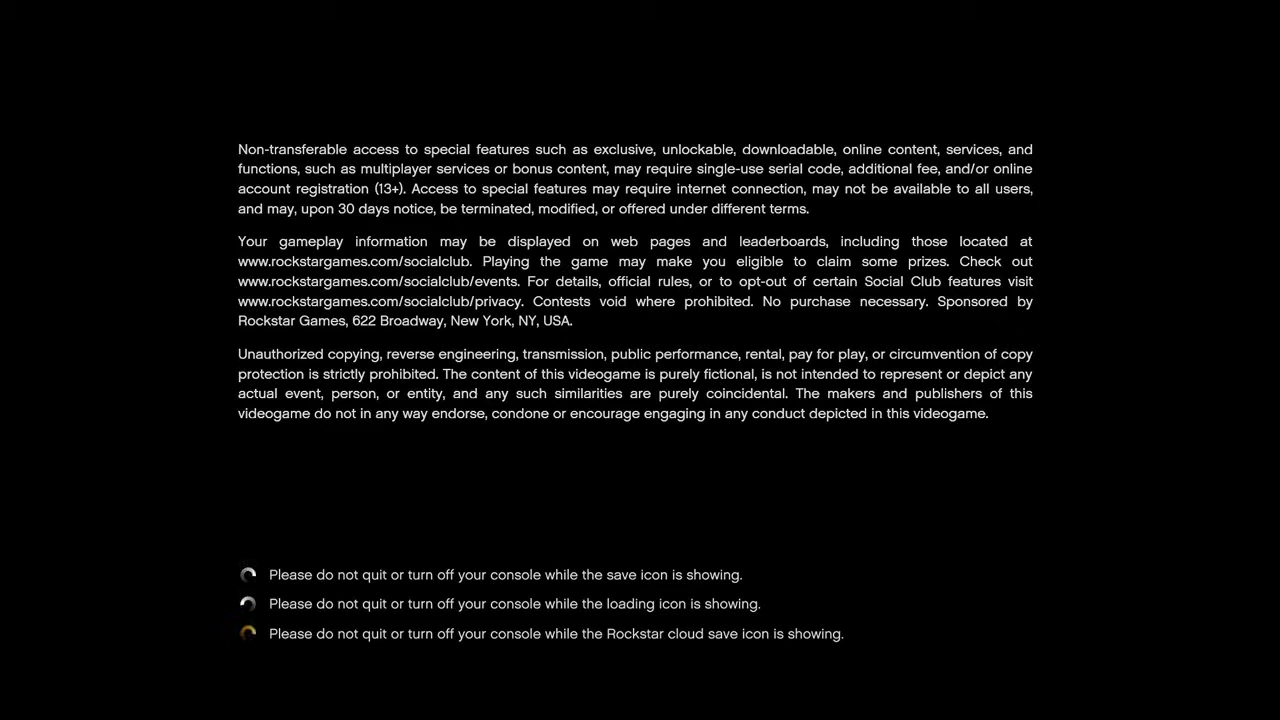 Non-transferable access to special features such as exclusive, unlockable, downloadable, online content, services, and
functions, such as multiplayer services or bonus content, may require single-use serial code, additional fee, and/or online
account registration (13+). Access to special features may require internet connection, may not be available to all users,
and may, upon 30 days notice, be terminated, modified, or offered under different terms.
Your gameplay information may be displayed on web pages and leaderboards, including those located at
www.rockstargames.com/socialclub. Playing the game may make you eligible to claim some prizes. Check out
www.rockstargames.com/socialclub/events. For details, official rules, or to opt-out of certain Social Club features visit
www.rockstargames.com/socialclub/privacy. Contests void where prohibited. No purchase necessary. Sponsored by
Rockstar Games, 622 Broadway, New York, NY, USA.
Unauthorized copying, reverse engineering, transmission, public performance, rental, pay for play, or circumvention of copy
protection is strictly prohibited. The content of this videogame is purely fictional, is not intended to represent or depict any
actual event, person, or entity, and any such similarities are purely coincidental. The makers and publishers of this
videogame do not in any way endorse, condone or encourage engaging in any conduct depicted in this videogame.
Please do not quit or turn off your console while the save icon is showing.
Please do not quit or turn off your console while the loading icon is showing.
Please do not quit or turn off your console while the Rockstar cloud save icon is showing.